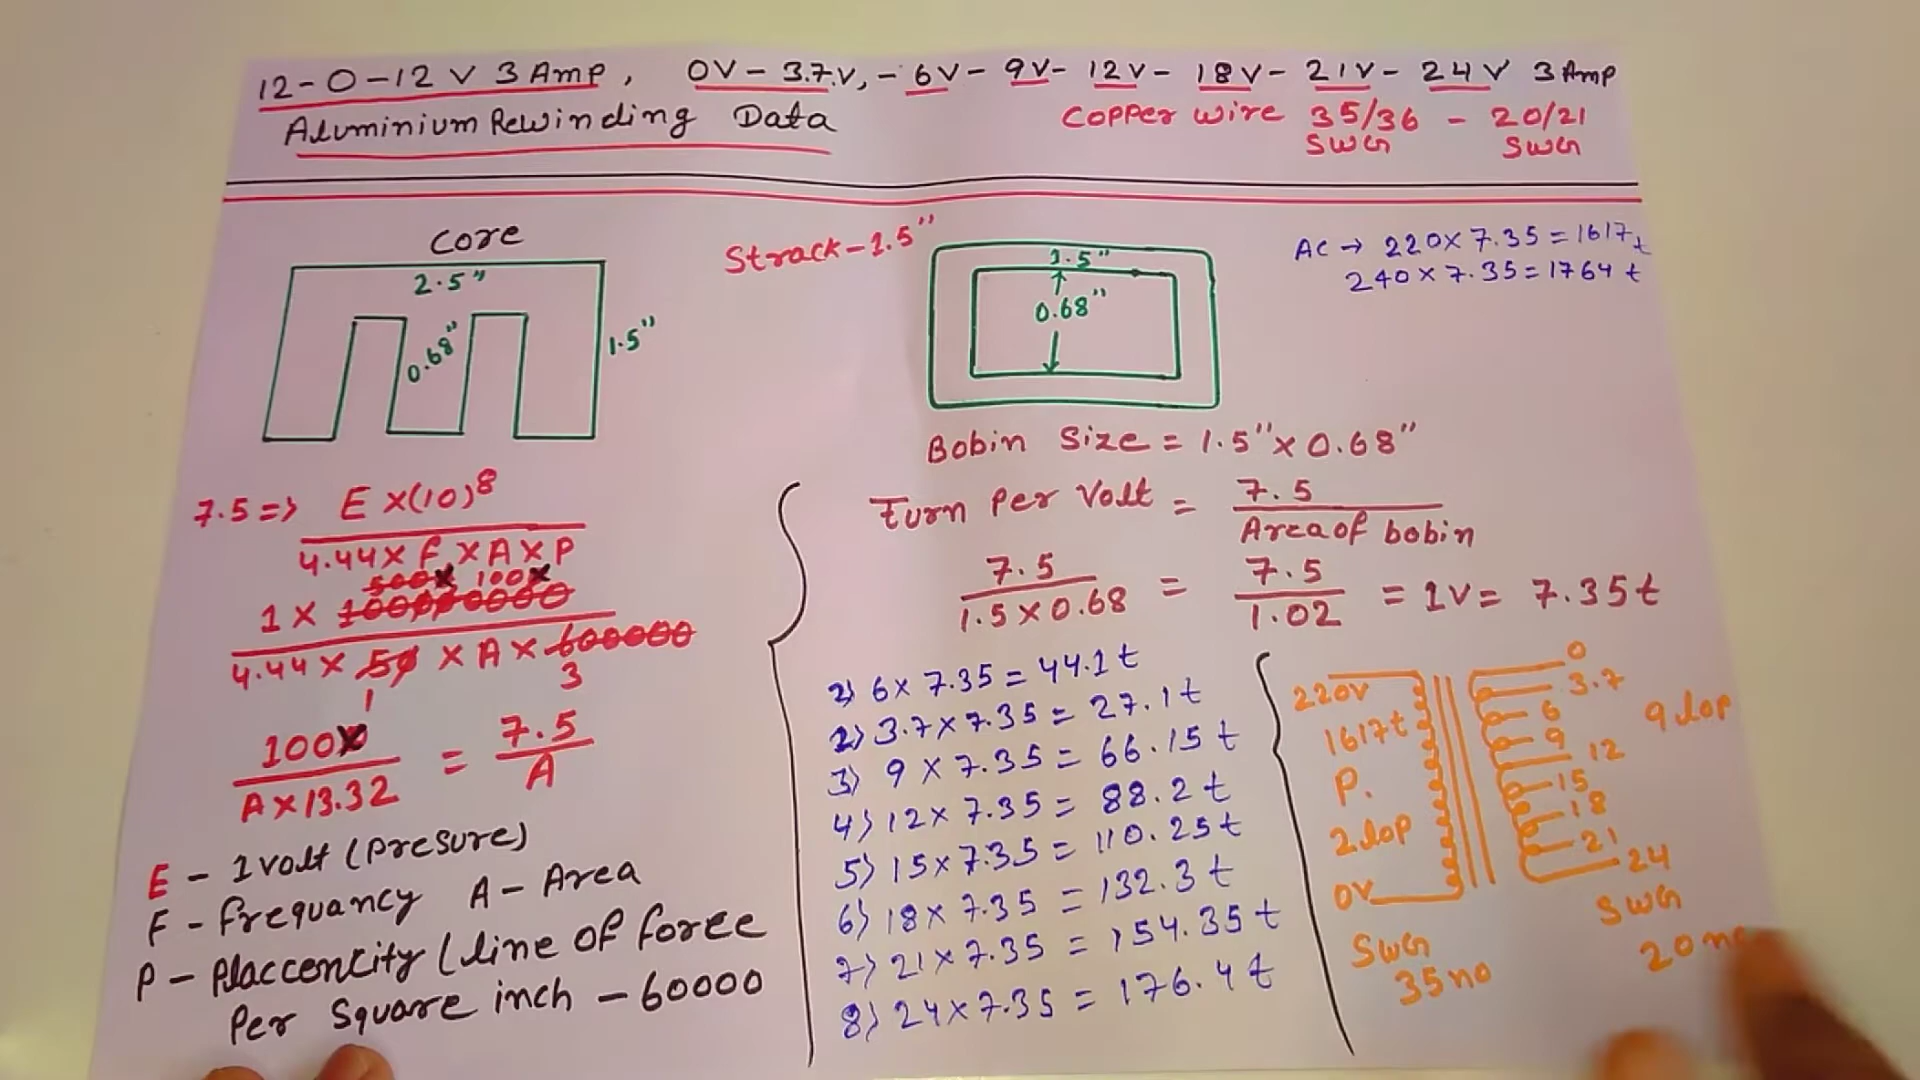 12-0-12 V 3 Amp, 0V - 3.7V, - 6V - 9V - 12V - 18V - 21V - 24V 3 Amp
Aluminium Rewinding Data
Copper wire 35/36 - 20/21
SWG SWG
Core
2.5"
0.68"
1.5"
Strack - 1.5"
1.5"
0.68"
AC → 220 x 7.35 = 1617 t
240 x 7.35 = 1764 t
Bobin Size = 1.5" x 0.68"
7.5 => E x (10)⁸
4.44 x F x A x P
500x 100x
1 x 100000000
4.44 x 50 x A x 600000
1 3
1000 = 7.5
A x 13.32 A
E - 1 volt (Presure)
F - frequancy A - Area
P - Placcencity (line of force
Per Square inch - 60000
Turn Per Volt = 7.5
Area of bobin
7.5 = 7.5 = 1V = 7.35 t
1.5 x 0.68 1.02
2) 6 x 7.35 = 44.1 t
2) 3.7 x 7.35 = 27.1 t
3) 9 x 7.35 = 66.15 t
4) 12 x 7.35 = 88.2 t
5) 15 x 7.35 = 110.25 t
6) 18 x 7.35 = 132.3 t
7) 21 x 7.35 = 154.35 t
8) 24 x 7.35 = 176.4 t
220V
1617 t
P.
2 lop
0V
SWG
35 no
0
3.7
6
9
12
15
18
21
24
9 lop
SWG
20 no